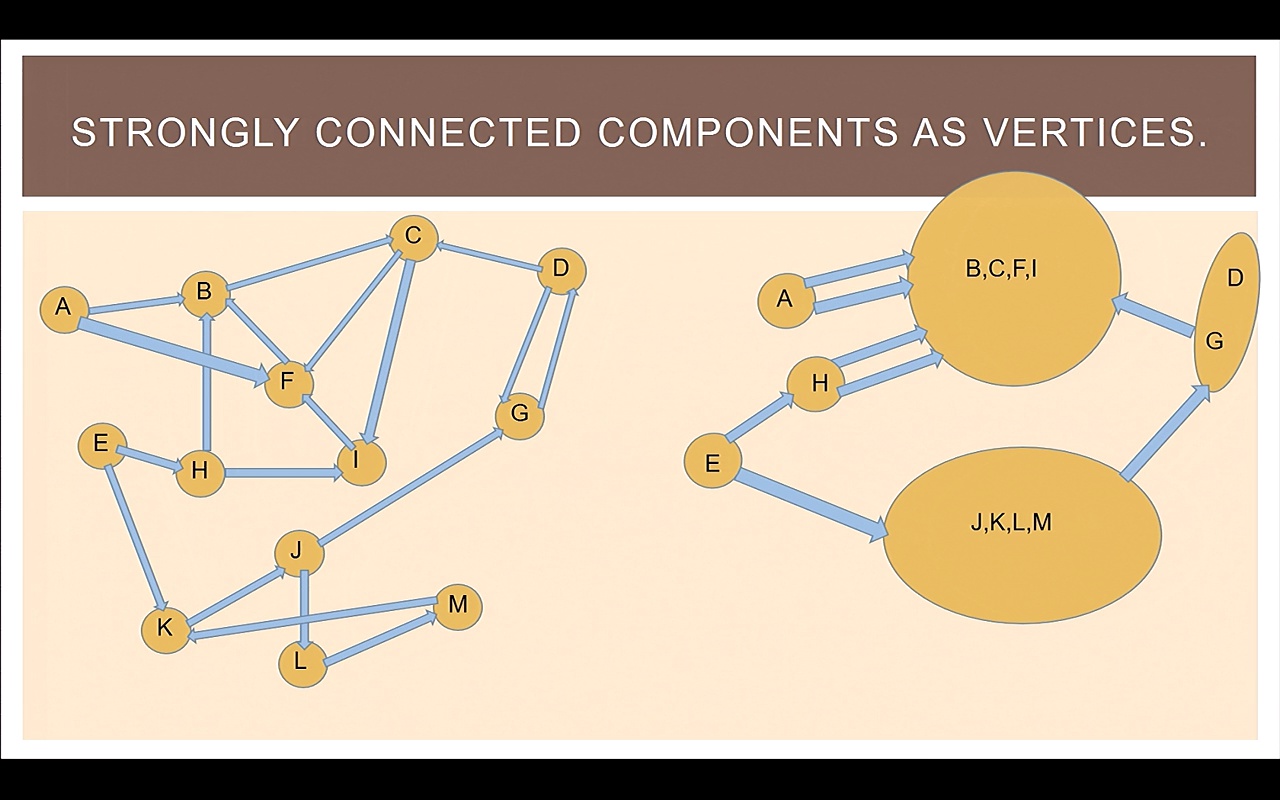 STRONGLY CONNECTED COMPONENTS AS VERTICES.
C
D
B
A
F
G
E
H
I
J
M
K
L
B,C,F,I
D
A
G
H
E
J,K,L,M